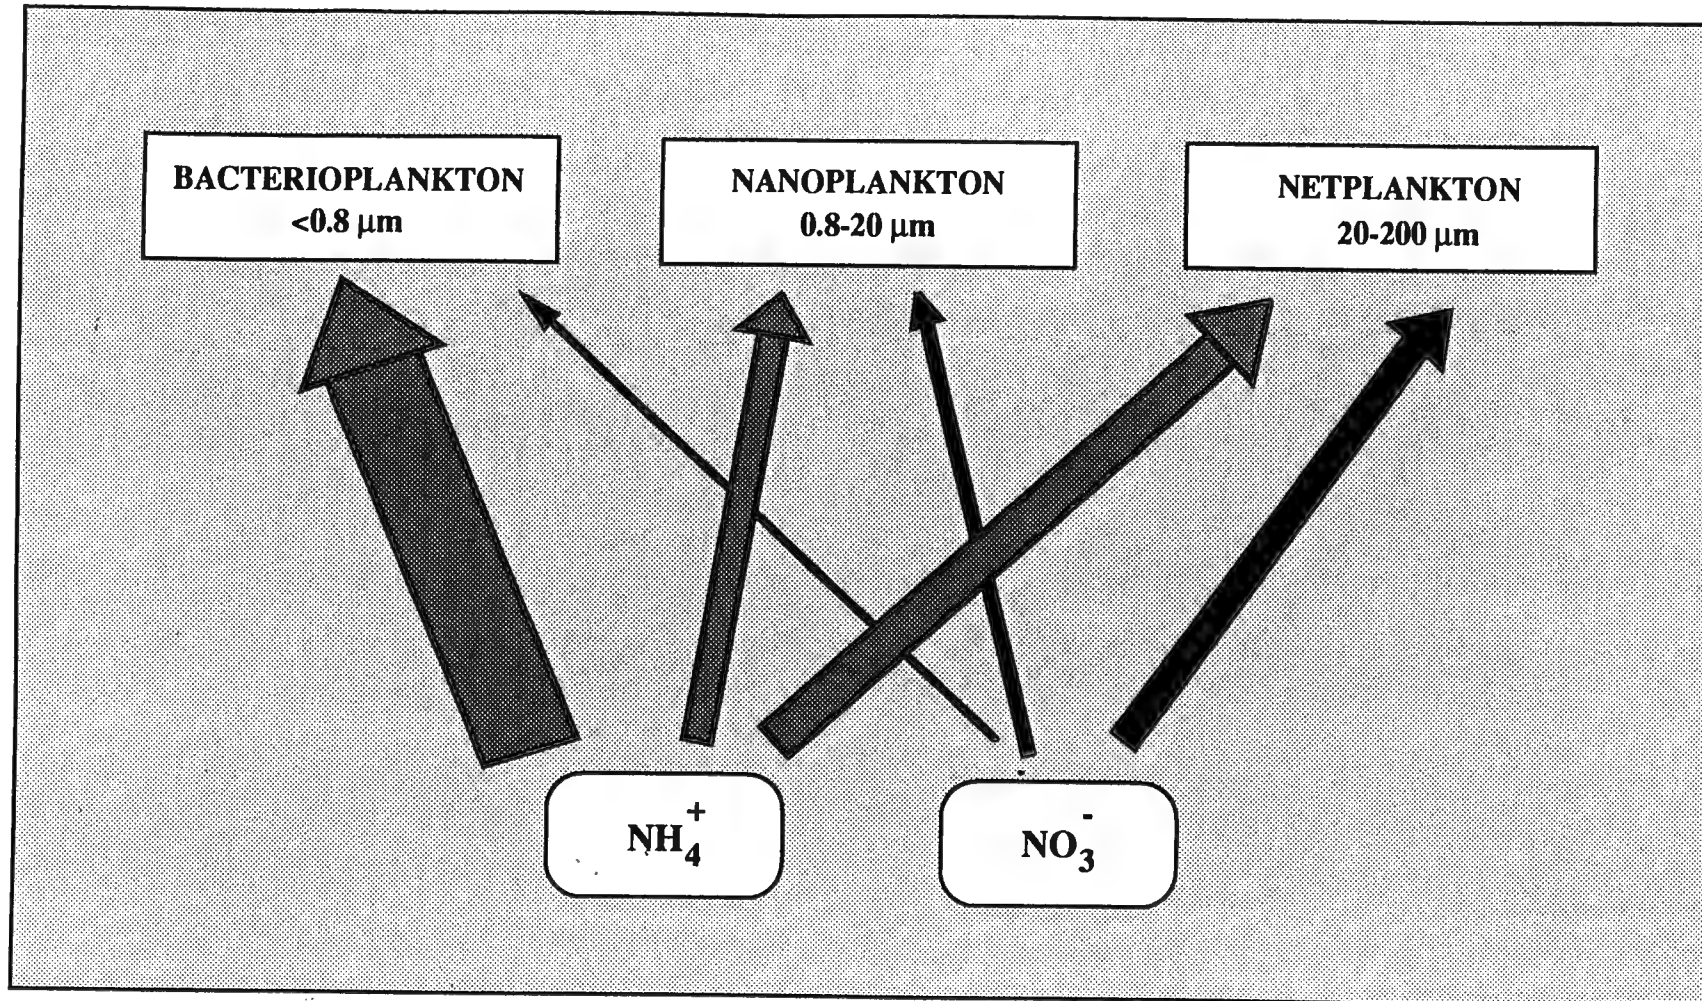 BACTERIOPLANKTON
<0.8 µm
NANOPLANKTON
0.8-20 µm
NETPLANKTON
20-200 µm
NH4+
NO3-